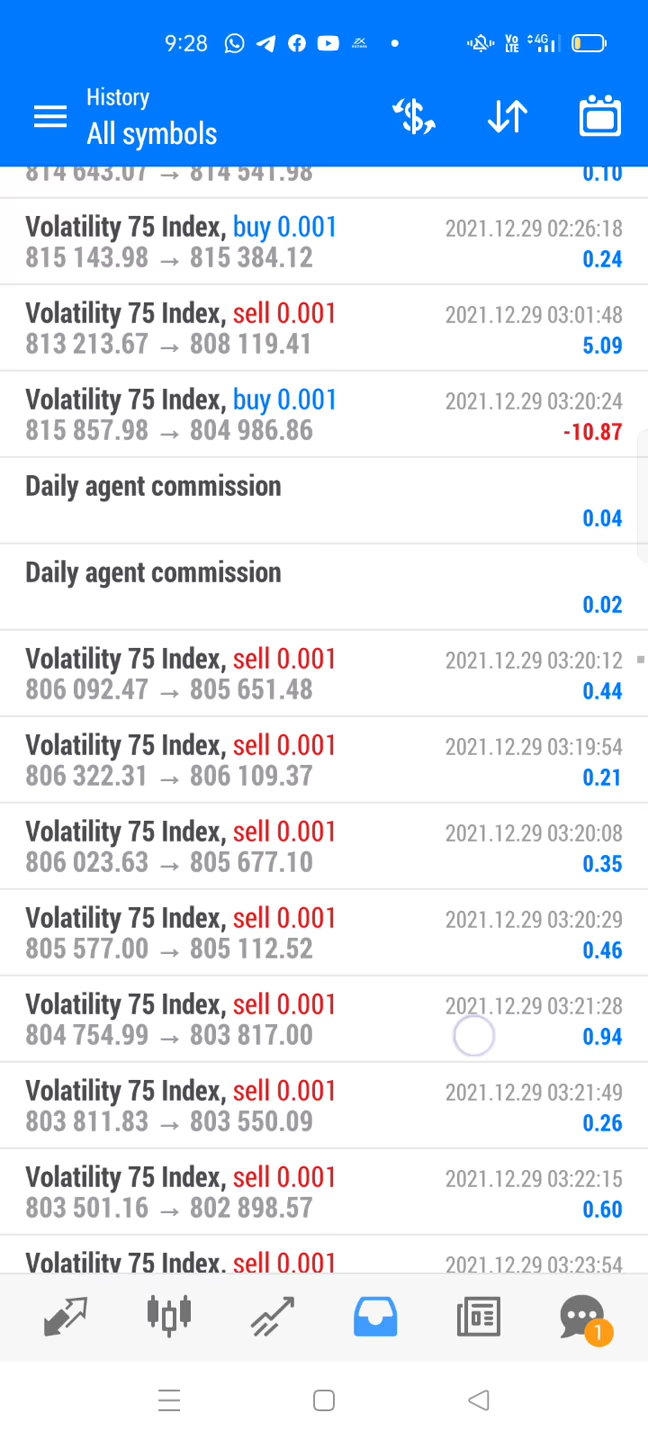 9:28
Vo LTE 4G
History
All symbols
814 643.07 → 814 541.98 0.10
Volatility 75 Index, buy 0.001 2021.12.29 02:26:18
815 143.98 → 815 384.12 0.24
Volatility 75 Index, sell 0.001 2021.12.29 03:01:48
813 213.67 → 808 119.41 5.09
Volatility 75 Index, buy 0.001 2021.12.29 03:20:24
815 857.98 → 804 986.86 -10.87
Daily agent commission
0.04
Daily agent commission
0.02
Volatility 75 Index, sell 0.001 2021.12.29 03:20:12
806 092.47 → 805 651.48 0.44
Volatility 75 Index, sell 0.001 2021.12.29 03:19:54
806 322.31 → 806 109.37 0.21
Volatility 75 Index, sell 0.001 2021.12.29 03:20:08
806 023.63 → 805 677.10 0.35
Volatility 75 Index, sell 0.001 2021.12.29 03:20:29
805 577.00 → 805 112.52 0.46
Volatility 75 Index, sell 0.001 2021.12.29 03:21:28
804 754.99 → 803 817.00 0.94
Volatility 75 Index, sell 0.001 2021.12.29 03:21:49
803 811.83 → 803 550.09 0.26
Volatility 75 Index, sell 0.001 2021.12.29 03:22:15
803 501.16 → 802 898.57 0.60
Volatility 75 Index, sell 0.001 2021.12.29 03:23:54
1